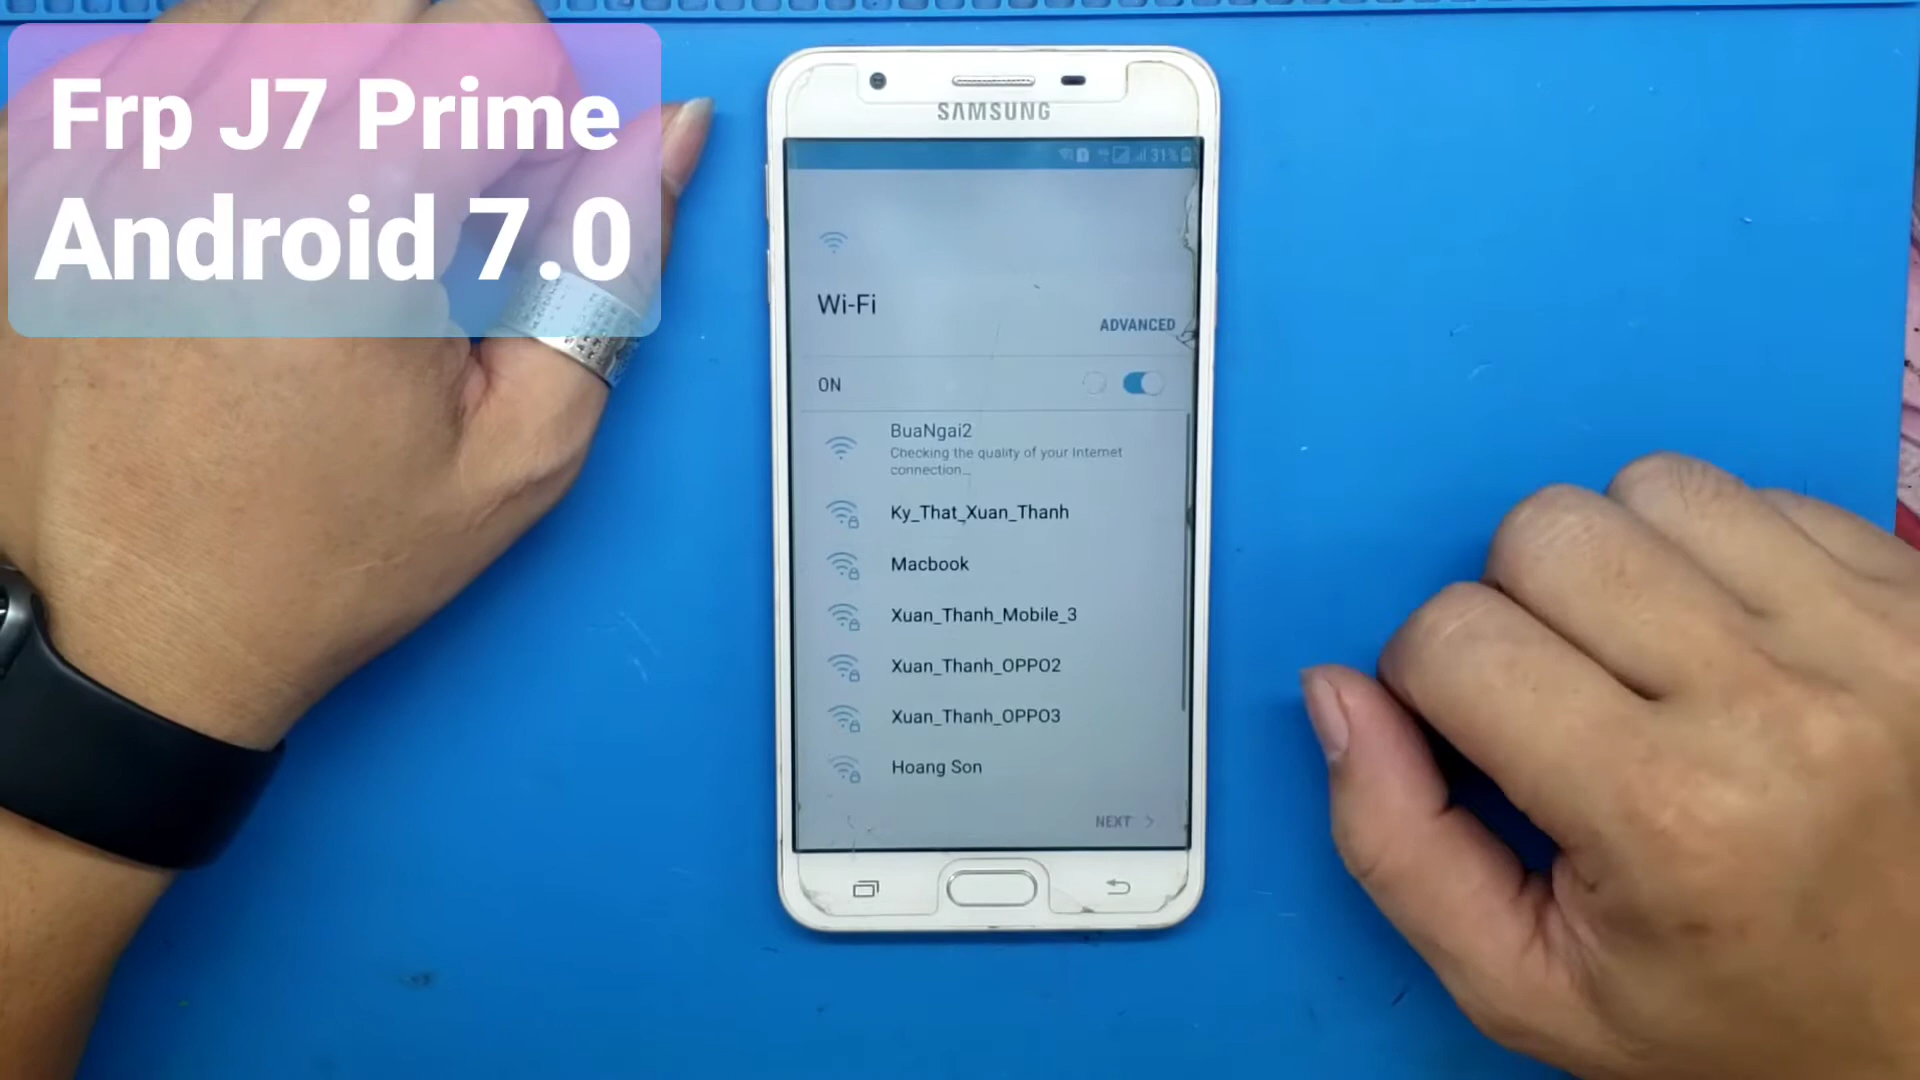 Frp J7 Prime
Android 7.0
SAMSUNG
31%
Wi-Fi
ADVANCED
ON
BuaNgai2
Checking the quality of your Internet
connection...
Ky_That_Xuan_Thanh
Macbook
Xuan_Thanh_Mobile_3
Xuan_Thanh_OPPO2
Xuan_Thanh_OPPO3
Hoang Son
NEXT